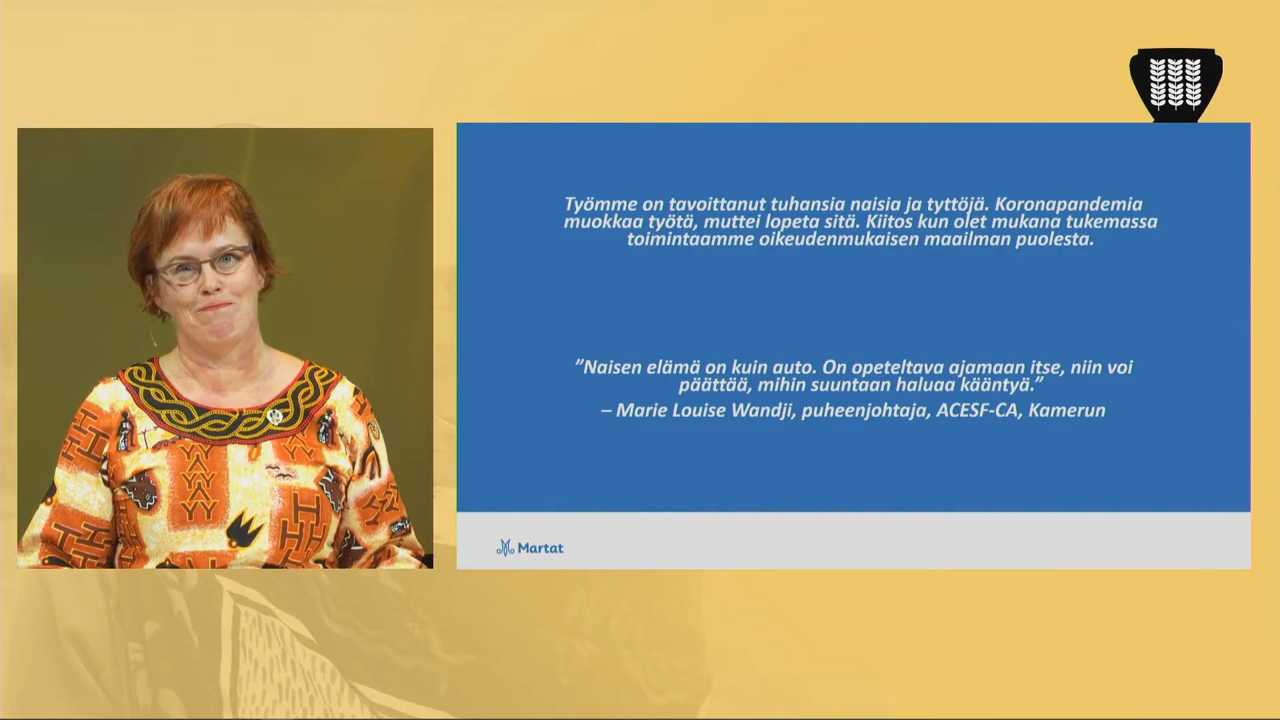 Työmme on tavoittanut tuhansia naisia ja tyttöjä. Koronapandemia
muokkaa työtä, muttei lopeta sitä. Kiitos kun olet mukana tukemassa
toimintaamme oikeudenmukaisen maailman puolesta.
”Naisen elämä on kuin auto. On opeteltava ajamaan itse, niin voi
päättää, mihin suuntaan haluaa kääntyä.”
– Marie Louise Wandji, puheenjohtaja, ACESF-CA, Kamerun
Martat